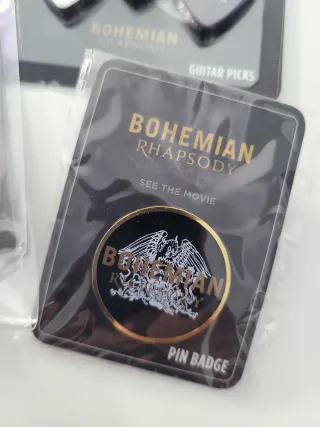 BOHEMIAN
RHAPSODY
GUITAR PICKS
BOHEMIAN
RHAPSODY
SEE THE MOVIE
BOHEMIAN
RHAPSODY
PIN BADGE